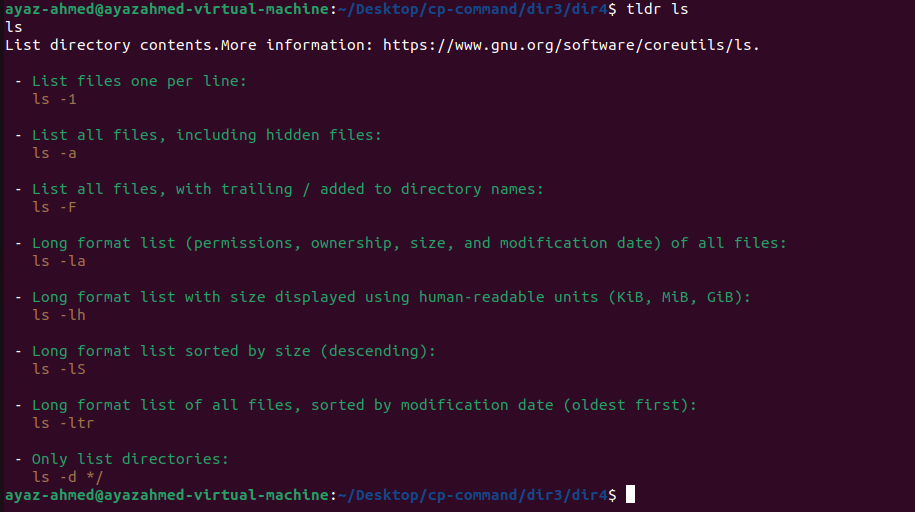 ayaz-ahmed@ayazahmed-virtual-machine:~/Desktop/cp-command/dir3/dir4$ tldr ls
ls
List directory contents.More information: https://www.gnu.org/software/coreutils/ls.
- List files one per line:
ls -1
- List all files, including hidden files:
ls -a
- List all files, with trailing / added to directory names:
ls -F
- Long format list (permissions, ownership, size, and modification date) of all files:
ls -la
- Long format list with size displayed using human-readable units (KiB, MiB, GiB):
ls -lh
- Long format list sorted by size (descending):
ls -lS
- Long format list of all files, sorted by modification date (oldest first):
ls -ltr
- Only list directories:
ls -d */
ayaz-ahmed@ayazahmed-virtual-machine:~/Desktop/cp-command/dir3/dir4$